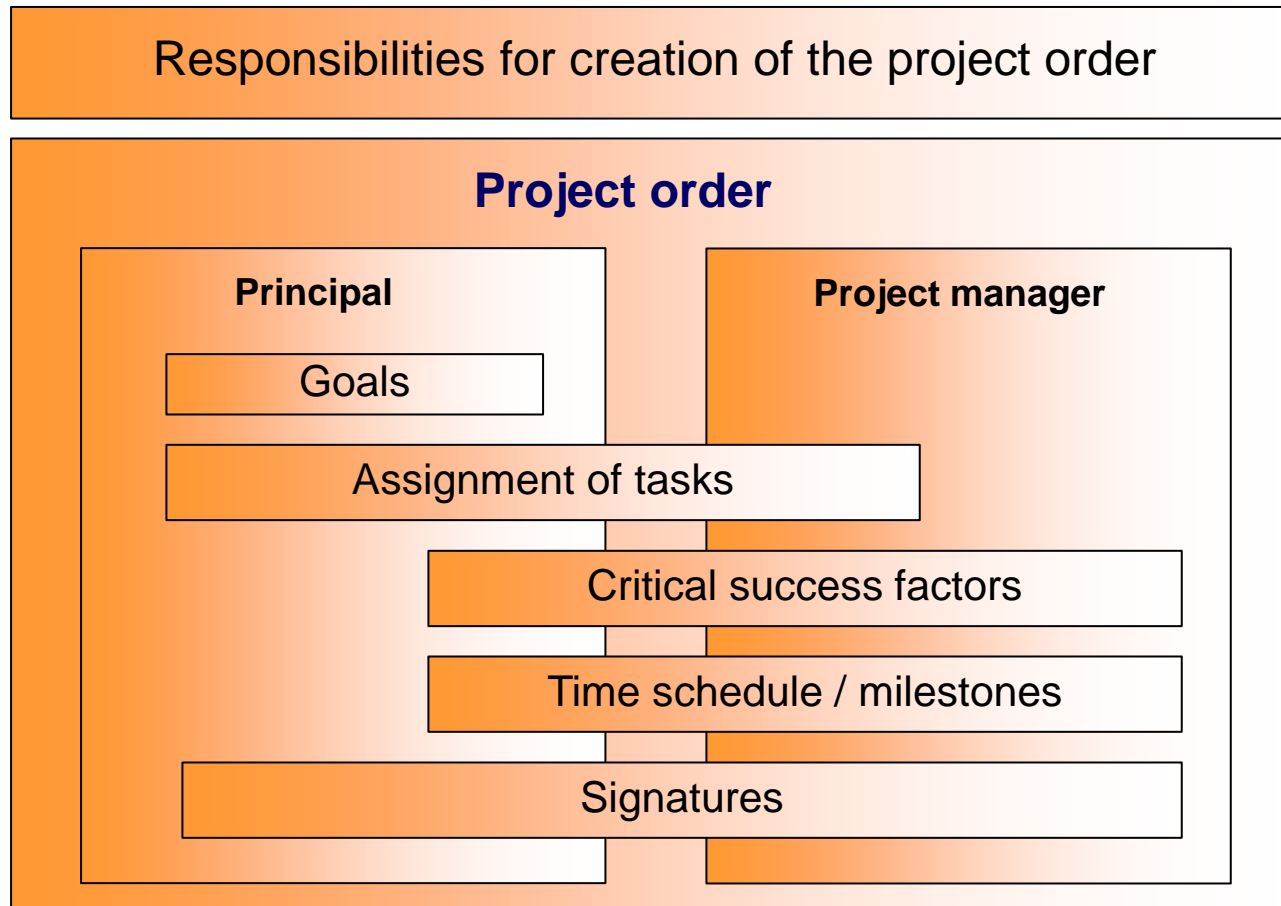 Responsibilities for creation of the project order
Project order
Principal
Project manager
Goals
Assignment of tasks
Critical success factors
Time schedule / milestones
Signatures